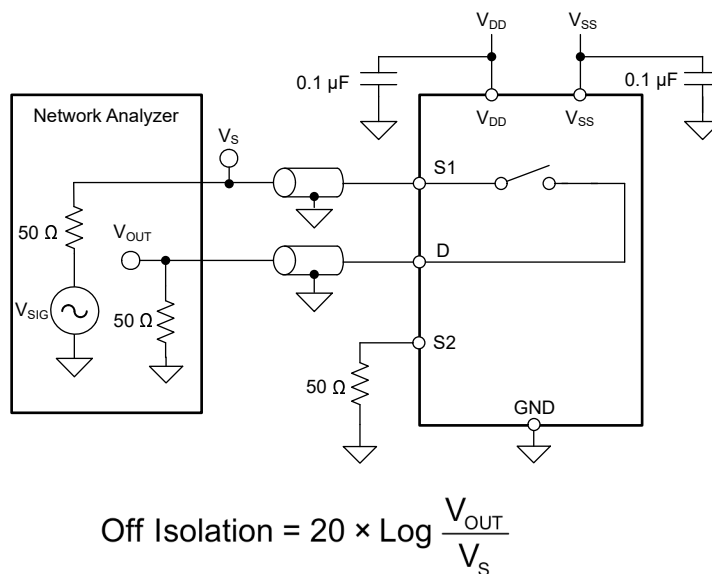 V_DD V_SS
0.1 µF 0.1 µF
Network Analyzer
V_DD V_SS
V_S
S1
50 Ω
V_OUT
D
V_SIG
50 Ω
S2
50 Ω
GND
Off Isolation = 20 × Log V_OUT / V_S